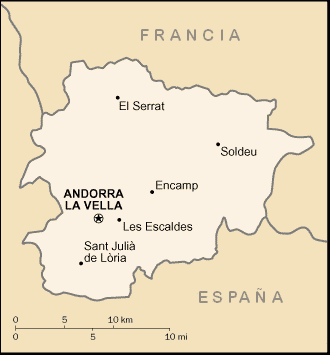 FRANCIA
El Serrat
Soldeu
Encamp
ANDORRA
LA VELLA
Les Escaldes
Sant Julià
de Lòria
ESPAÑA
0 5 10 km
0 5 10 mi